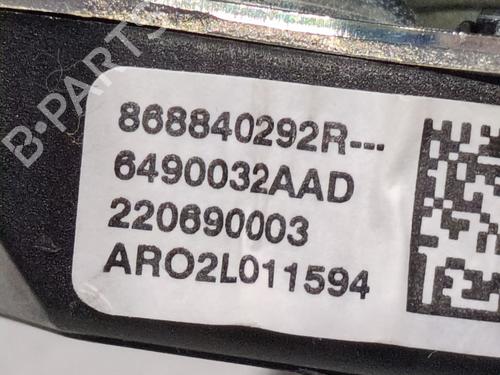 B-PARTS
868840292R---
6490032AAD
220690003
ARO2L011594